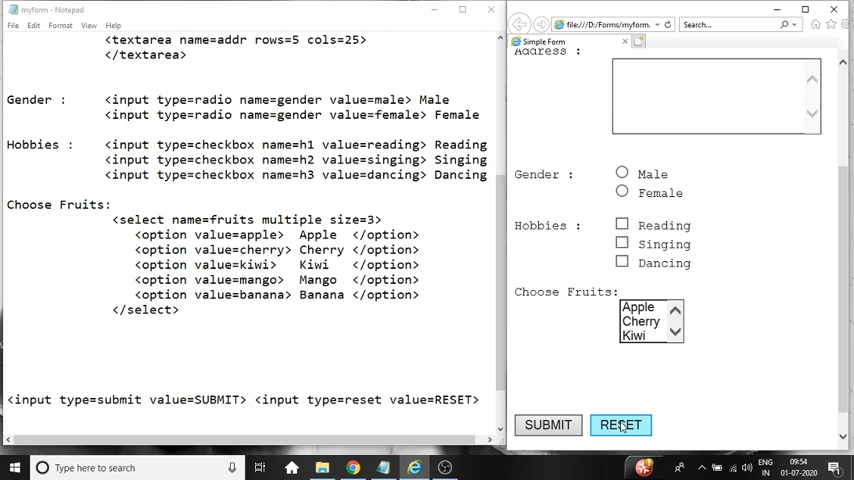 myform - Notepad
File Edit Format View Help
<textarea name=addr rows=5 cols=25>
</textarea>
Gender : <input type=radio name=gender value=male> Male
<input type=radio name=gender value=female> Female
Hobbies : <input type=checkbox name=h1 value=reading> Reading
<input type=checkbox name=h2 value=singing> Singing
<input type=checkbox name=h3 value=dancing> Dancing
Choose Fruits:
<select name=fruits multiple size=3>
<option value=apple> Apple </option>
<option value=cherry> Cherry </option>
<option value=kiwi> Kiwi </option>
<option value=mango> Mango </option>
<option value=banana> Banana </option>
</select>
<input type=submit value=SUBMIT> <input type=reset value=RESET>
file:///D:/Forms/myform.
Search...
Simple Form
Address :
Gender : Male
Female
Hobbies : Reading
Singing
Dancing
Choose Fruits:
Apple
Cherry
Kiwi
SUBMIT RESET
Type here to search
ENG
IN
09:54
01-07-2020